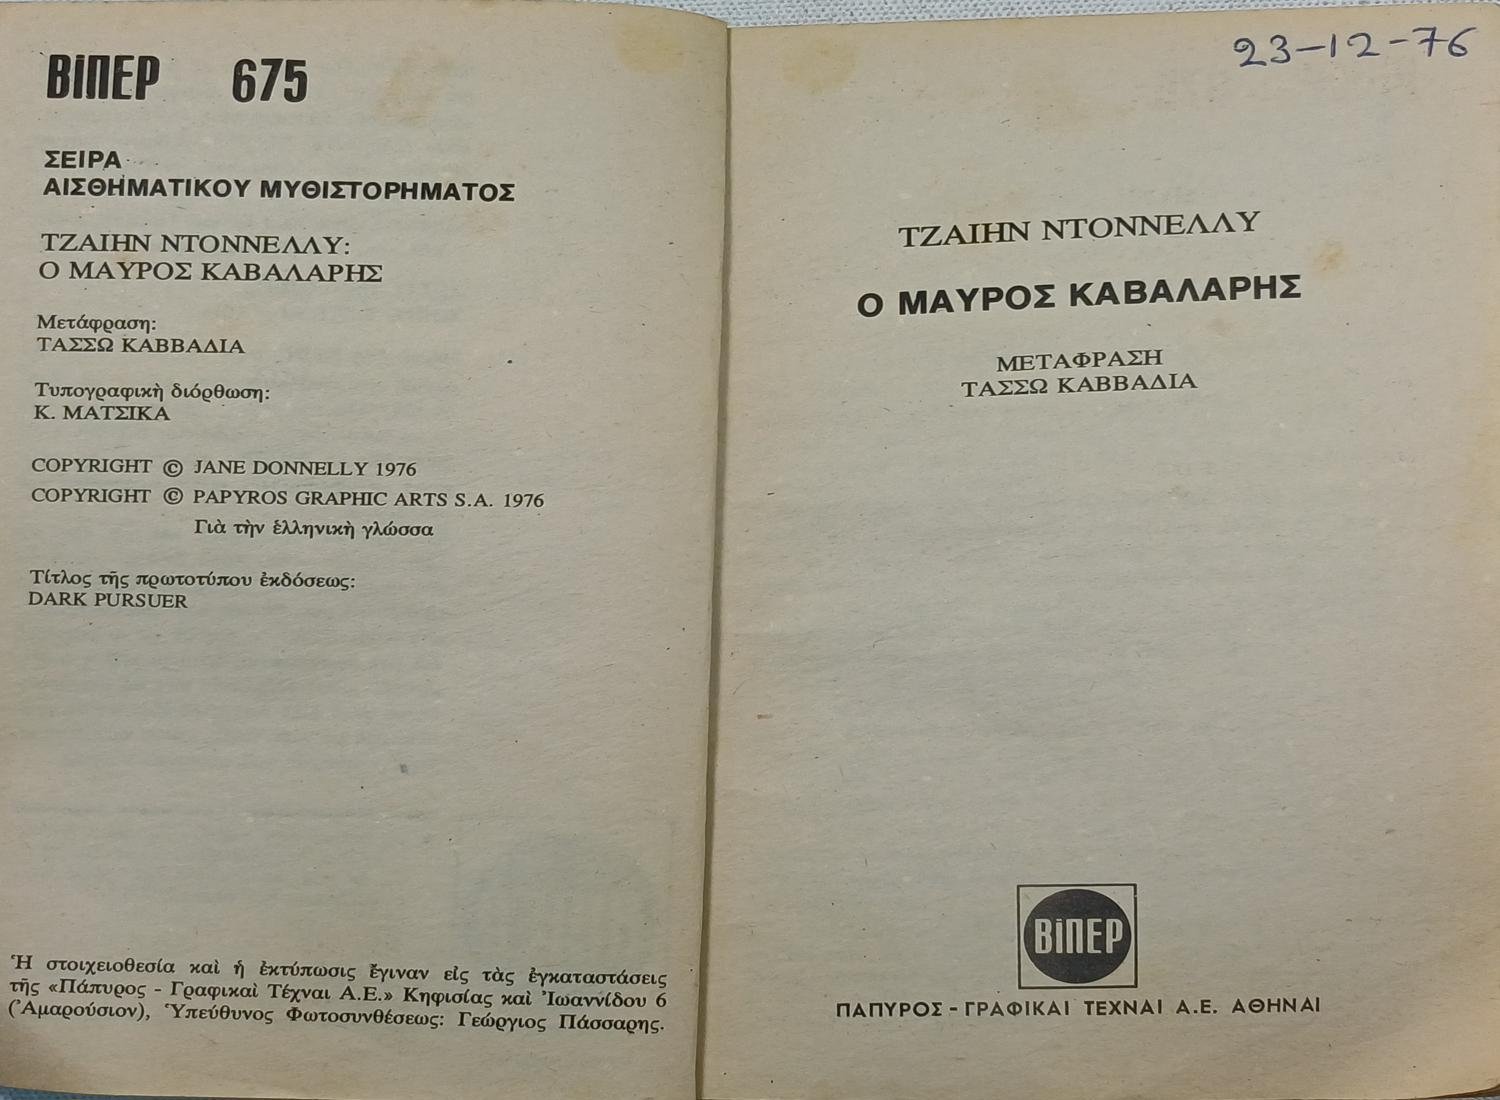 ΒΙΠΕΡ 675
ΣΕΙΡΑ
ΑΙΣΘΗΜΑΤΙΚΟΥ ΜΥΘΙΣΤΟΡΗΜΑΤΟΣ
ΤΖΑΙΗΝ ΝΤΟΝΝΕΛΛΥ:
Ο ΜΑΥΡΟΣ ΚΑΒΑΛΑΡΗΣ
Μετάφραση:
ΤΑΣΣΩ ΚΑΒΒΑΔΙΑ
Τυπογραφικὴ διόρθωση:
Κ. ΜΑΤΣΙΚΑ
COPYRIGHT © JANE DONNELLY 1976
COPYRIGHT © PAPYROS GRAPHIC ARTS S.A. 1976
Γιὰ τὴν ἑλληνικὴ γλώσσα
Τίτλος τῆς πρωτοτύπου ἐκδόσεως:
DARK PURSUER
Ἡ στοιχειοθεσία καὶ ἡ ἐκτύπωσις ἔγιναν εἰς τὰς ἐγκαταστάσεις
τῆς «Πάπυρος - Γραφικαὶ Τέχναι Α.Ε.» Κηφισίας καὶ Ἰωαννίδου 6
(Ἀμαρούσιον), Ὑπεύθυνος Φωτοσυνθέσεως: Γεώργιος Πάσσαρης.
23-12-76
ΤΖΑΙΗΝ ΝΤΟΝΝΕΛΛΥ
Ο ΜΑΥΡΟΣ ΚΑΒΑΛΑΡΗΣ
ΜΕΤΑΦΡΑΣΗ
ΤΑΣΣΩ ΚΑΒΒΑΔΙΑ
ΒΙΠΕΡ
ΠΑΠΥΡΟΣ - ΓΡΑΦΙΚΑΙ ΤΕΧΝΑΙ Α.Ε. ΑΘΗΝΑΙ